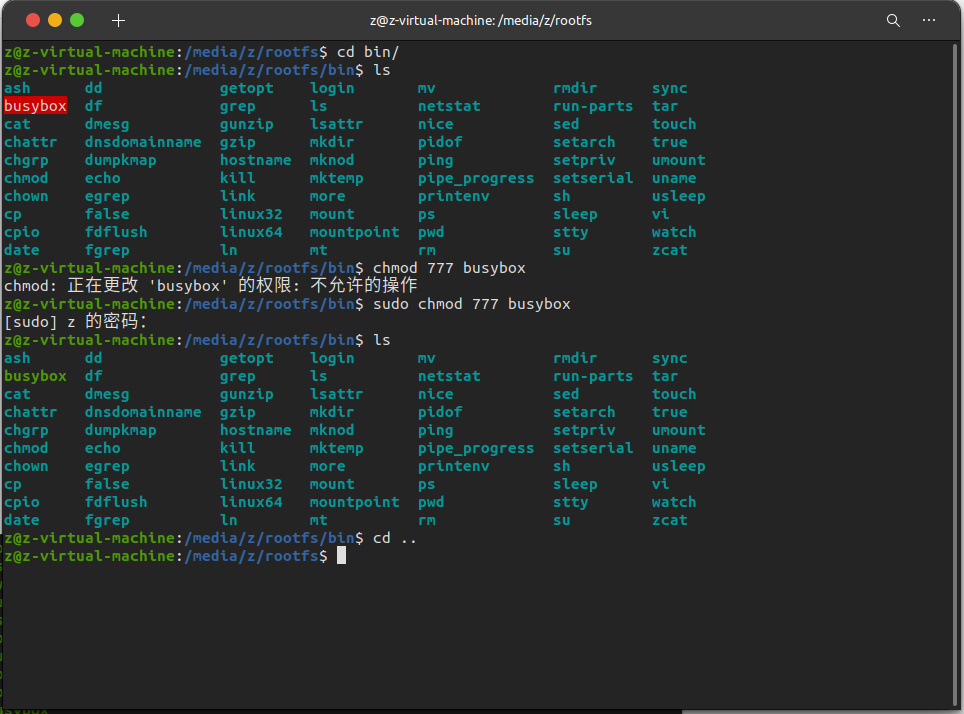 z@z-virtual-machine: /media/z/rootfs
z@z-virtual-machine:/media/z/rootfs$ cd bin/
z@z-virtual-machine:/media/z/rootfs/bin$ ls
ash dd getopt login mv rmdir sync
busybox df grep ls netstat run-parts tar
cat dmesg gunzip lsattr nice sed touch
chattr dnsdomainname gzip mkdir pidof setarch true
chgrp dumpkmap hostname mknod ping setpriv umount
chmod echo kill mktemp pipe_progress setserial uname
chown egrep link more printenv sh usleep
cp false linux32 mount ps sleep vi
cpio fdflush linux64 mountpoint pwd stty watch
date fgrep ln mt rm su zcat
z@z-virtual-machine:/media/z/rootfs/bin$ chmod 777 busybox
chmod: 正在更改 'busybox' 的权限: 不允许的操作
z@z-virtual-machine:/media/z/rootfs/bin$ sudo chmod 777 busybox
[sudo] z 的密码：
z@z-virtual-machine:/media/z/rootfs/bin$ ls
ash dd getopt login mv rmdir sync
busybox df grep ls netstat run-parts tar
cat dmesg gunzip lsattr nice sed touch
chattr dnsdomainname gzip mkdir pidof setarch true
chgrp dumpkmap hostname mknod ping setpriv umount
chmod echo kill mktemp pipe_progress setserial uname
chown egrep link more printenv sh usleep
cp false linux32 mount ps sleep vi
cpio fdflush linux64 mountpoint pwd stty watch
date fgrep ln mt rm su zcat
z@z-virtual-machine:/media/z/rootfs/bin$ cd ..
z@z-virtual-machine:/media/z/rootfs$